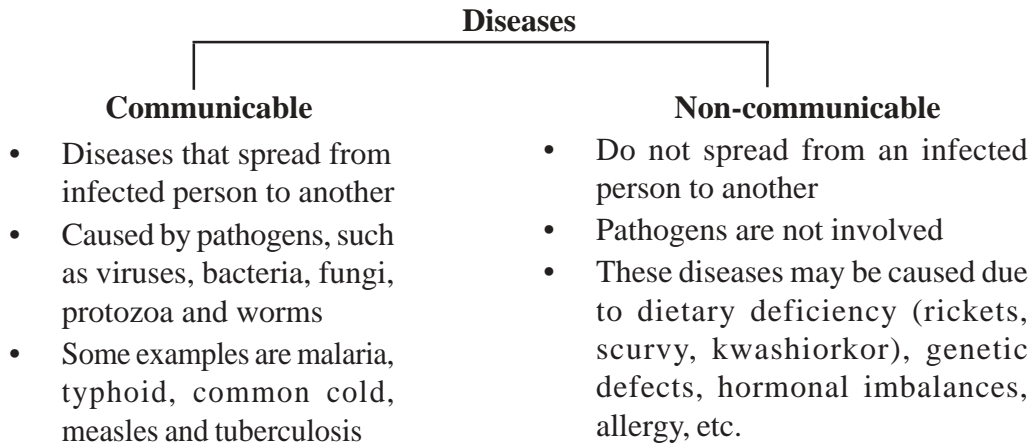 Diseases
Communicable
• Diseases that spread from
infected person to another
• Caused by pathogens, such
as viruses, bacteria, fungi,
protozoa and worms
• Some examples are malaria,
typhoid, common cold,
measles and tuberculosis
Non-communicable
• Do not spread from an infected
person to another
• Pathogens are not involved
• These diseases may be caused due
to dietary deficiency (rickets,
scurvy, kwashiorkor), genetic
defects, hormonal imbalances,
allergy, etc.